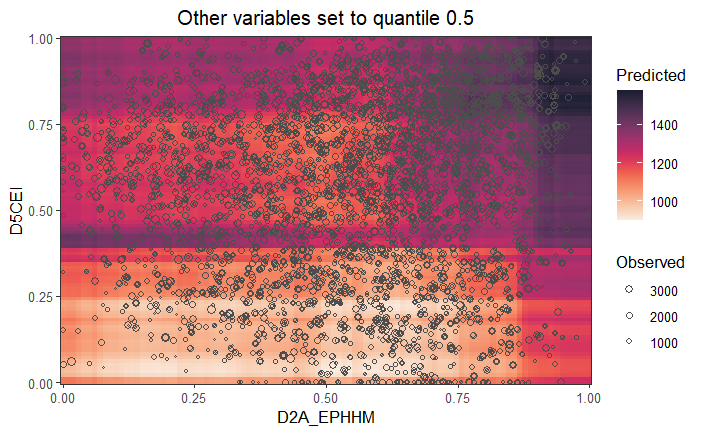 Other variables set to quantile 0.5
1.00
0.75
0.50
0.25
0.00
D5CEI
0.00 0.25 0.50 0.75 1.00
D2A_EPHHM
Predicted
1400
1200
1000
Observed
3000
2000
1000